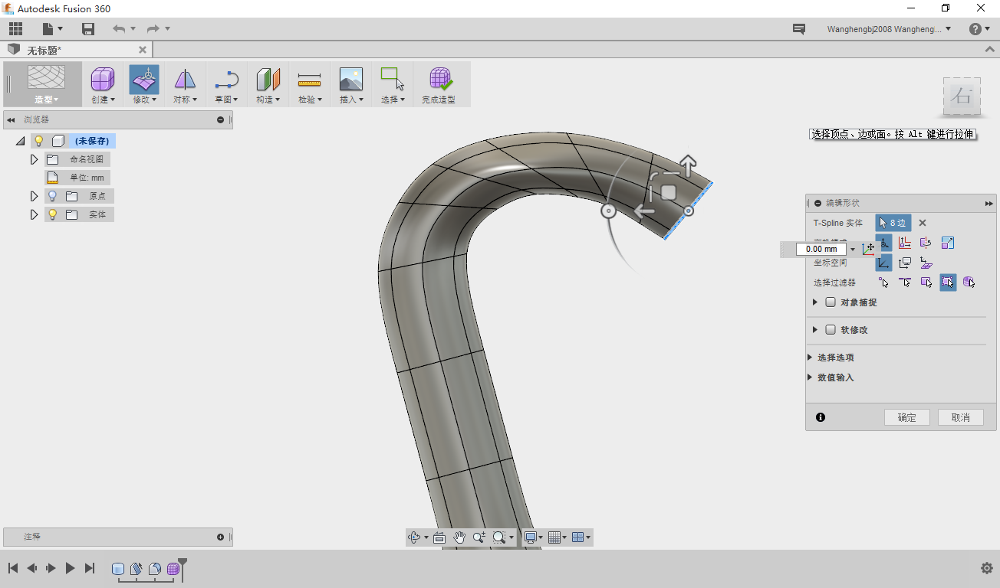 Autodesk Fusion 360
Wanghengbj2008 Wangheng...
无标题*
造型
创建
修改
对称
草图
构造
检验
插入
选择
完成造型
浏览器
(未保存)
命名视图
单位: mm
原点
实体
右
选择顶点、边或面。按 Alt 键进行拉伸
编辑形状
T-Spline 实体
8 边
0.00 mm
坐标空间
选择过滤器
对象捕捉
软修改
选择选项
数值输入
确定
取消
注释